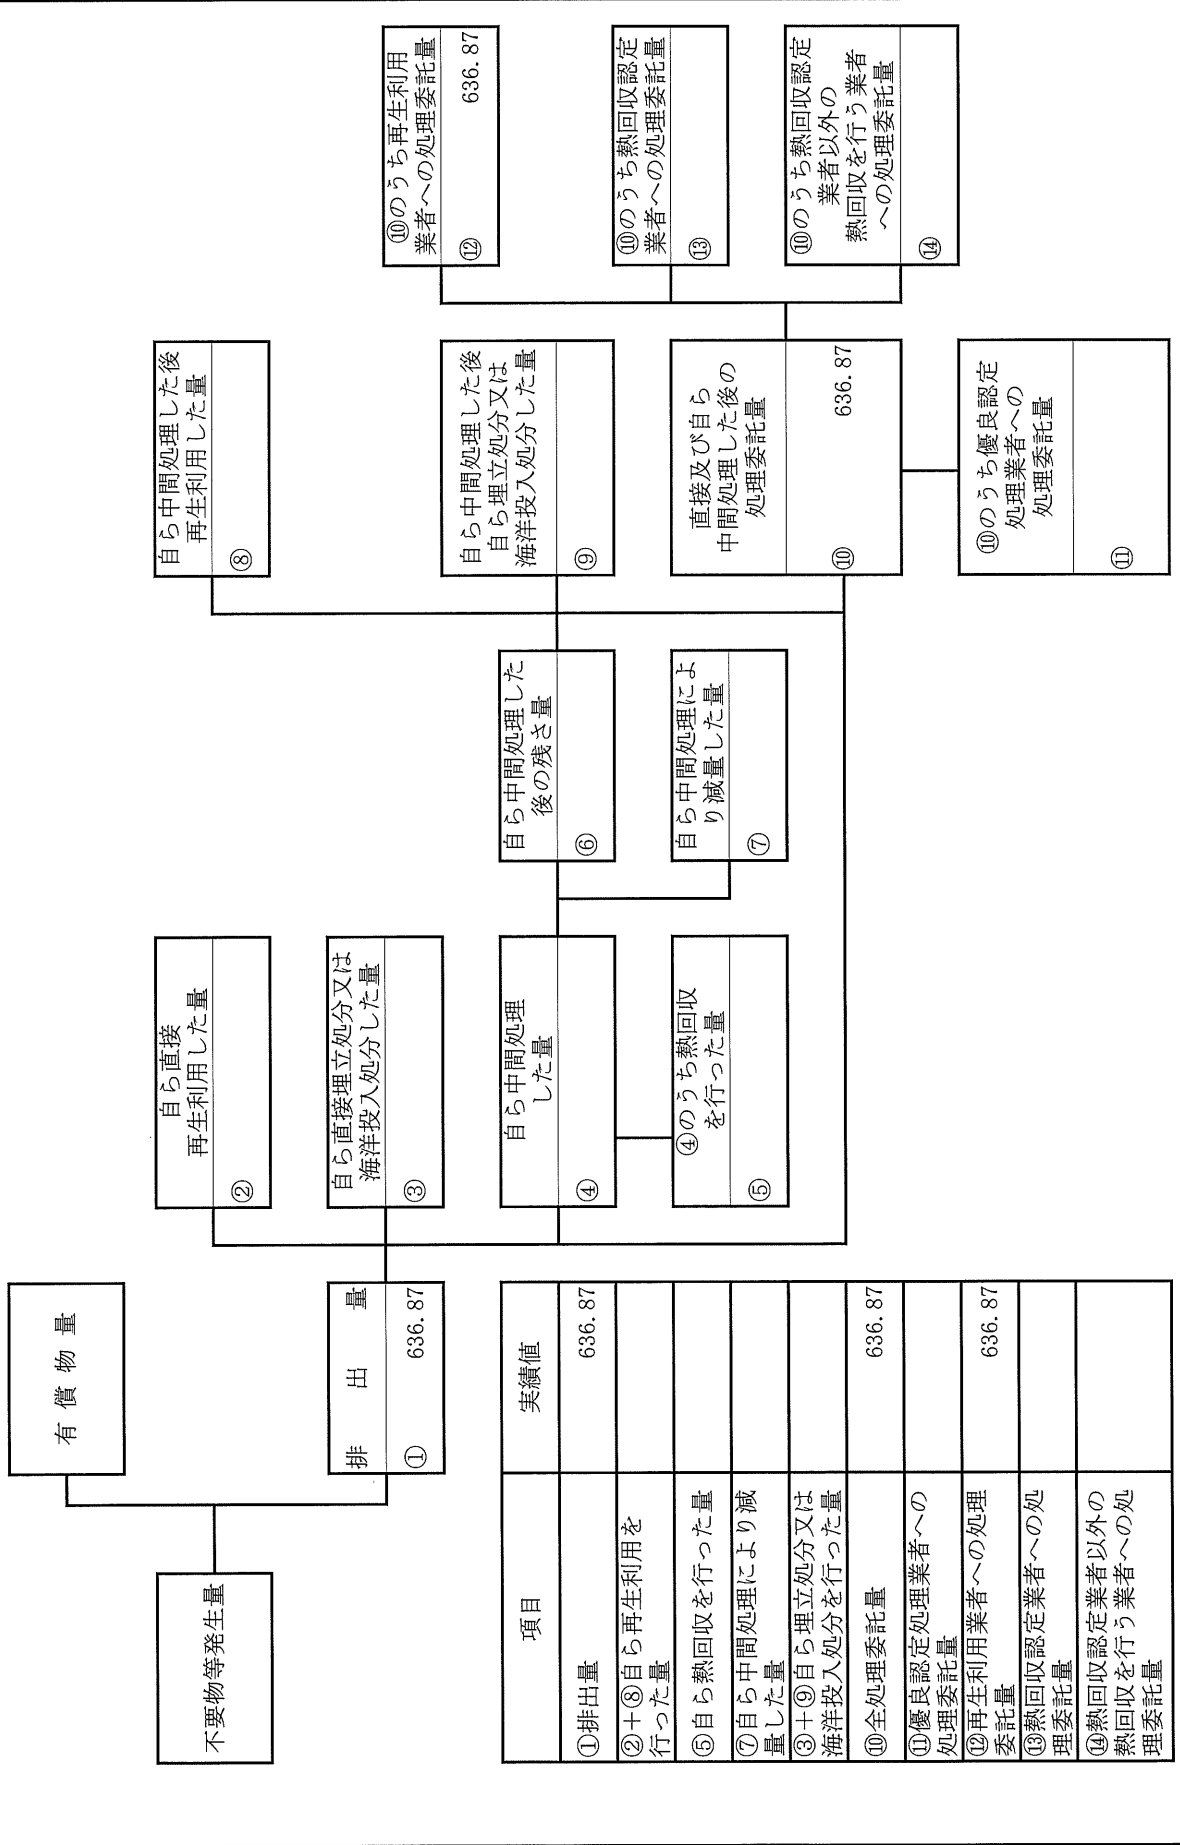 有 償 物 量
不要物等発生量
排 出 量
① 636.87
自ら直接
再生利用した量
②
自ら直接埋立処分又は
海洋投入処分した量
③
自ら中間処理
した量
④
④のうち熱回収
を行った量
⑤
自ら中間処理した
後の残さ量
⑥
自ら中間処理によ
り減量した量
⑦
自ら中間処理した後
再生利用した量
⑧
自ら中間処理した後
自ら埋立処分又は
海洋投入処分した量
⑨
直接及び自ら
中間処理した後の
処理委託量
⑩ 636.87
⑩のうち優良認定
処理業者への
処理委託量
⑪
⑩のうち再生利用
業者への処理委託量
⑫ 636.87
⑩のうち熱回収認定
業者への処理委託量
⑬
⑩のうち熱回収認定
業者以外の
熱回収を行う業者
への処理委託量
⑭
項目 実績値
①排出量 636.87
②+⑧自ら再生利用を
行った量
⑤自ら熱回収を行った量
⑦自ら中間処理により減
量した量
③+⑨自ら埋立処分又は
海洋投入処分を行った量
⑩全処理委託量 636.87
⑪優良認定処理業者への
処理委託量
⑫再生利用業者への処理
委託量 636.87
⑬熱回収認定業者への処
理委託量
⑭熱回収認定業者以外の
熱回収を行う業者への処
理委託量